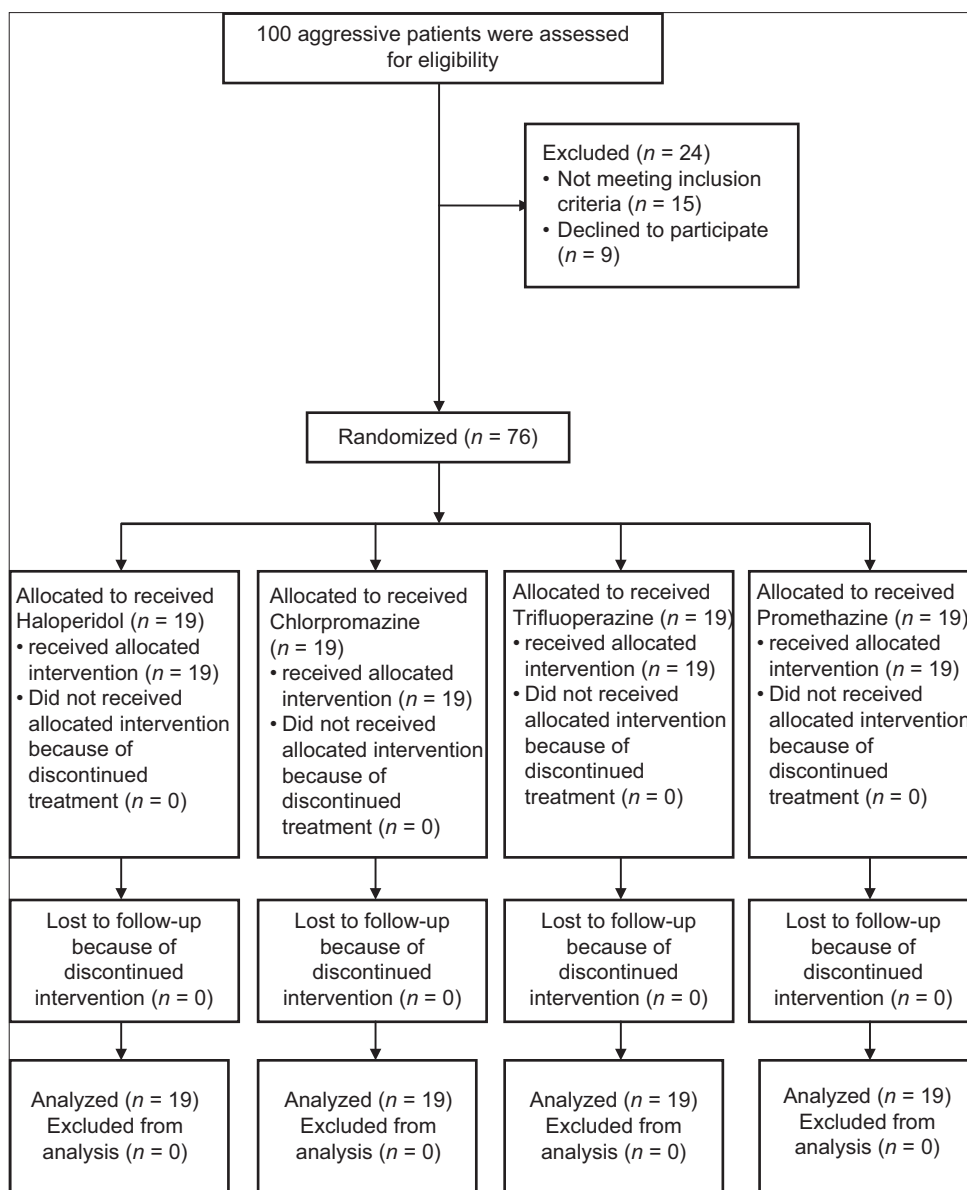 100 aggressive patients were assessed
for eligibility
Excluded (n = 24)
• Not meeting inclusion
criteria (n = 15)
• Declined to participate
(n = 9)
Randomized (n = 76)
Allocated to received
Haloperidol (n = 19)
• received allocated
intervention (n = 19)
• Did not received
allocated intervention
because of
discontinued
treatment (n = 0)
Allocated to received
Chlorpromazine
(n = 19)
• received allocated
intervention (n = 19)
• Did not received
allocated intervention
because of
discontinued
treatment (n = 0)
Allocated to received
Trifluoperazine (n = 19)
• received allocated
intervention (n = 19)
• Did not received
allocated intervention
because of
discontinued
treatment (n = 0)
Allocated to received
Promethazine (n = 19)
• received allocated
intervention (n = 19)
• Did not received
allocated intervention
because of
discontinued
treatment (n = 0)
Lost to follow-up
because of
discontinued
intervention (n = 0)
Lost to follow-up
because of
discontinued
intervention (n = 0)
Lost to follow-up
because of
discontinued
intervention (n = 0)
Lost to follow-up
because of
discontinued
intervention (n = 0)
Analyzed (n = 19)
Excluded from
analysis (n = 0)
Analyzed (n = 19)
Excluded from
analysis (n = 0)
Analyzed (n = 19)
Excluded from
analysis (n = 0)
Analyzed (n = 19)
Excluded from
analysis (n = 0)